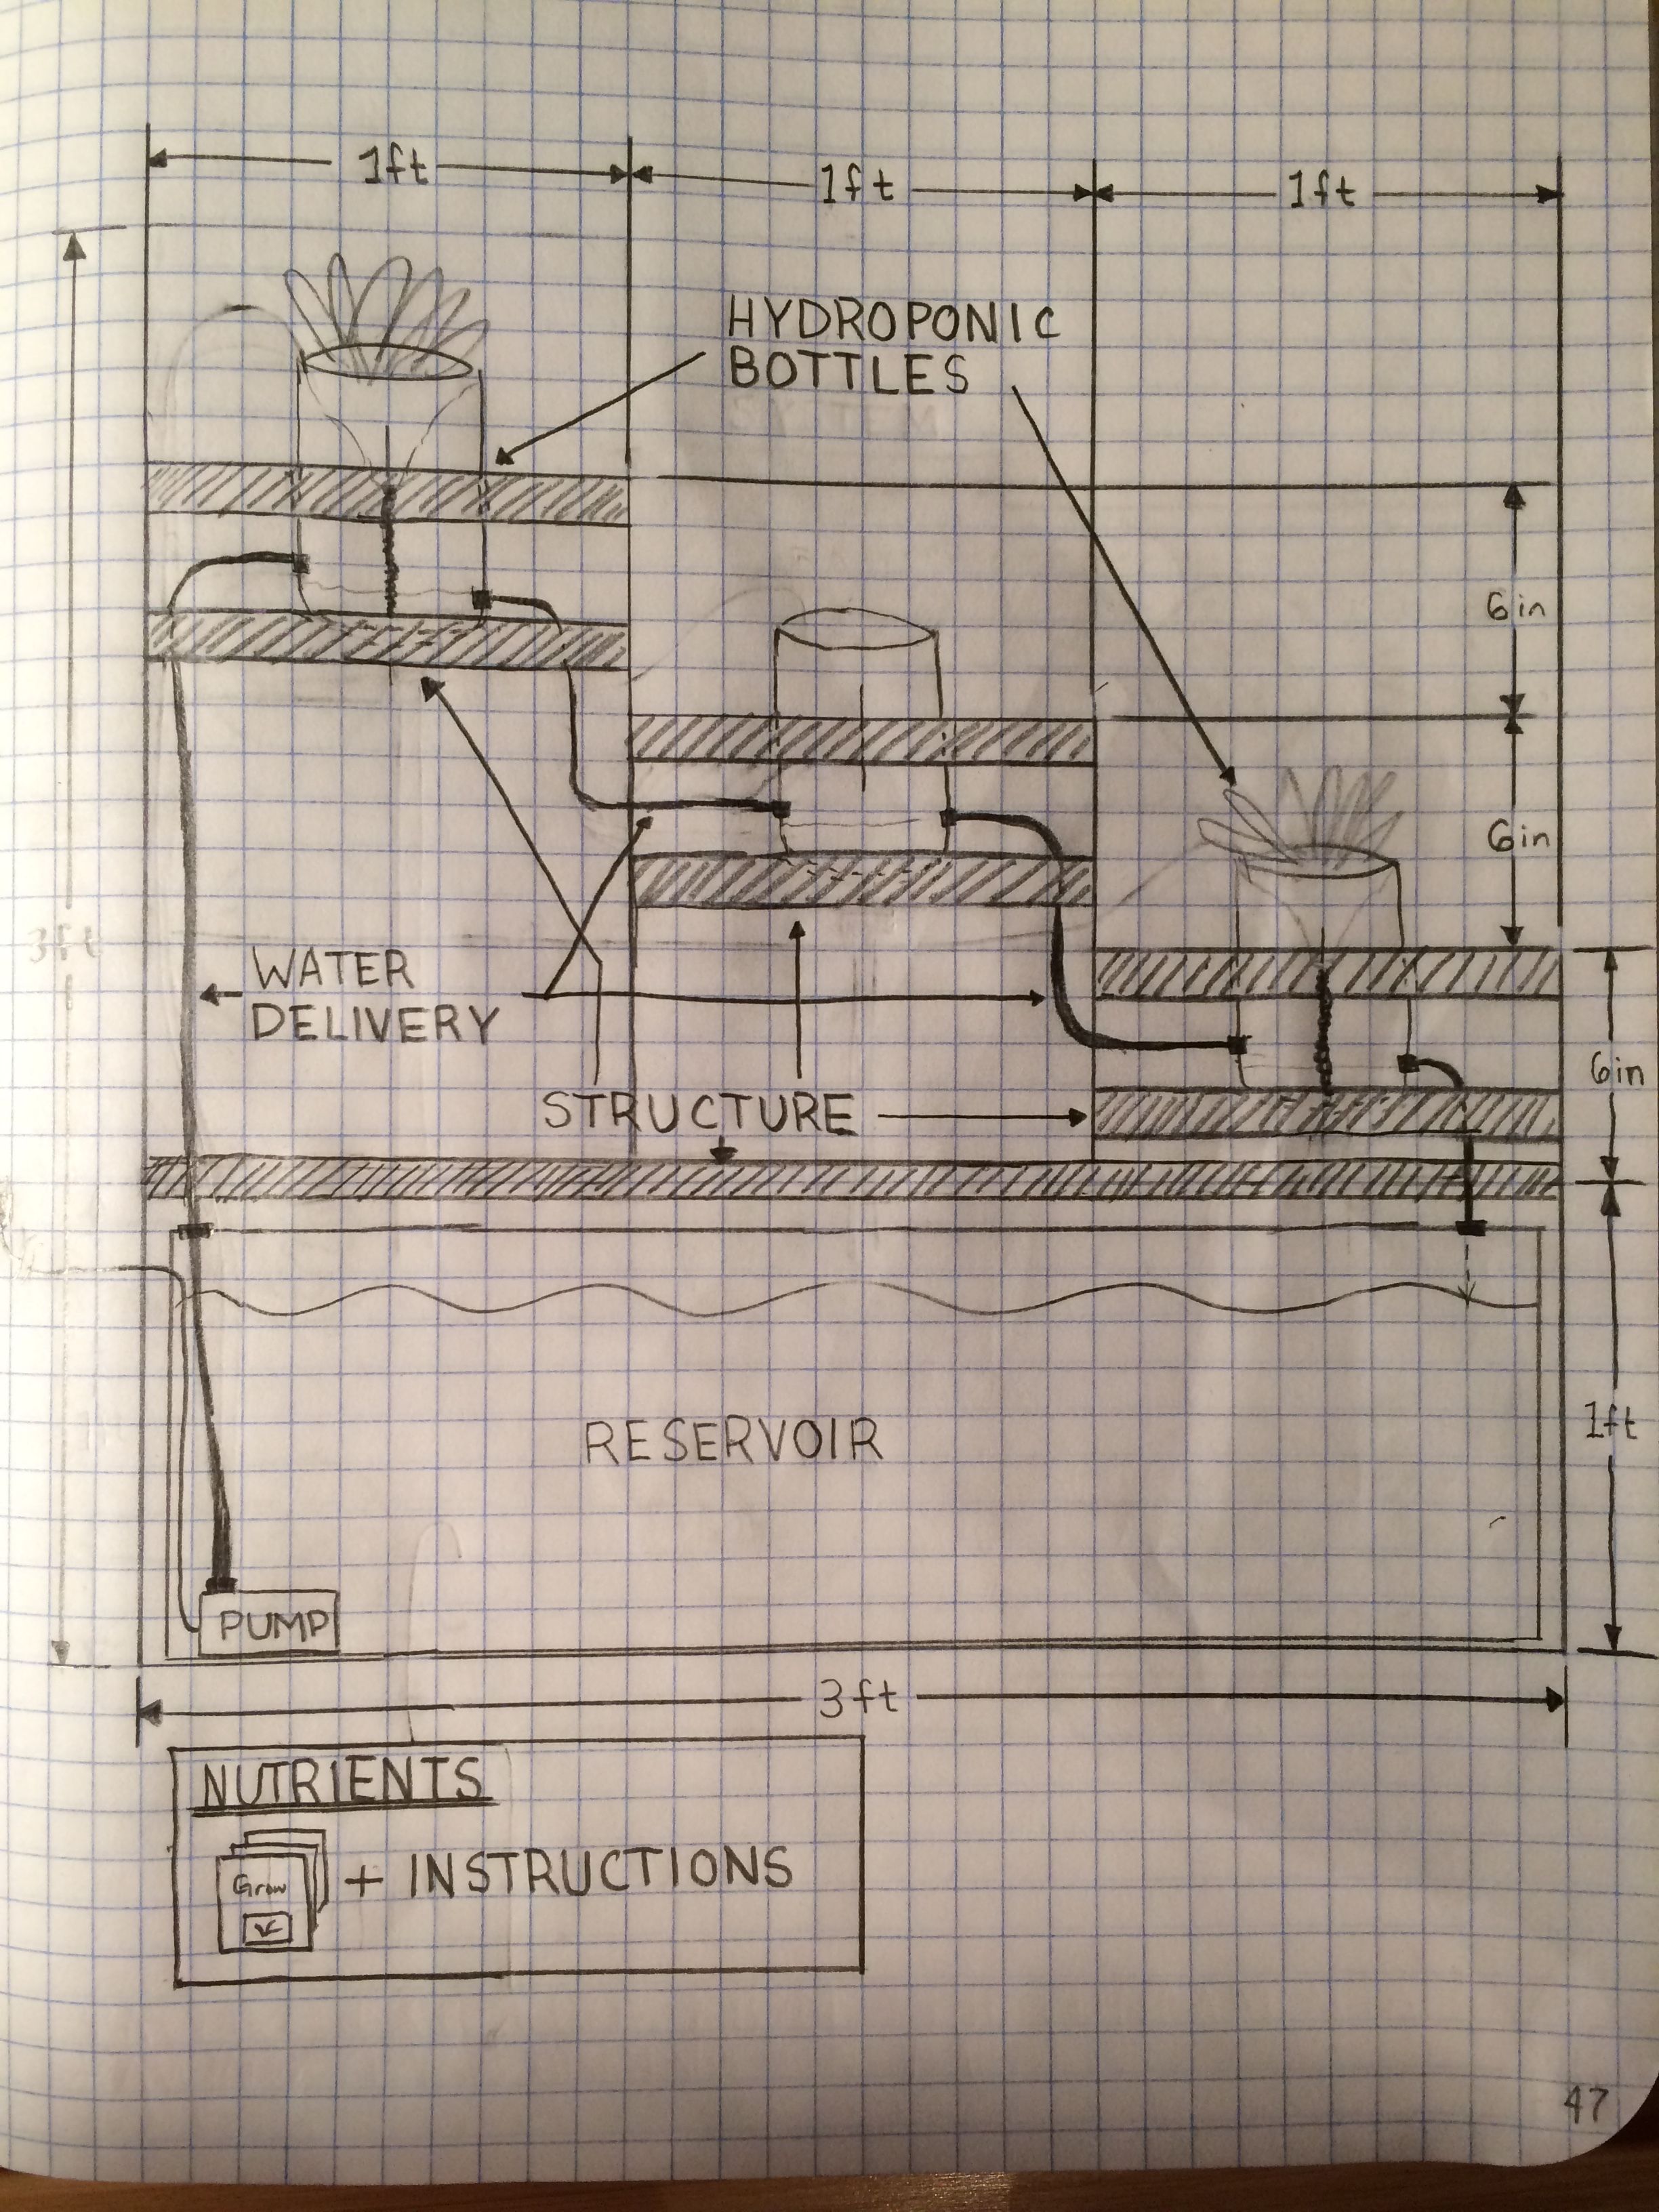 1ft
1ft
1ft
HYDROPONIC
BOTTLES
6in
6in
3ft
WATER
DELIVERY
6in
STRUCTURE
1ft
RESERVOIR
PUMP
3ft
NUTRIENTS
Grow
+ INSTRUCTIONS
47